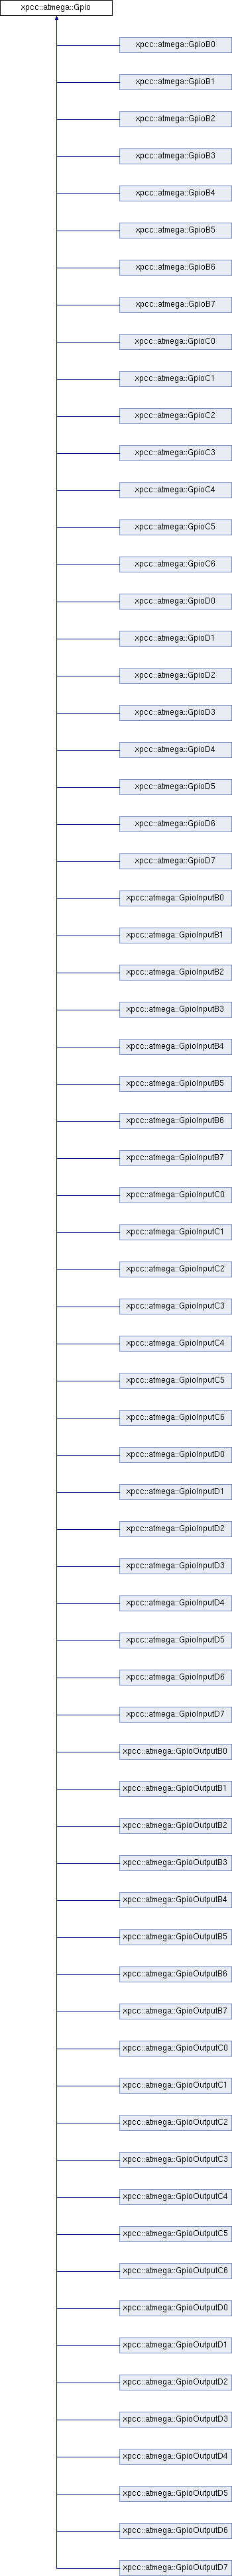 xpcc::atmega::Gpio
xpcc::atmega::GpioB0
xpcc::atmega::GpioB1
xpcc::atmega::GpioB2
xpcc::atmega::GpioB3
xpcc::atmega::GpioB4
xpcc::atmega::GpioB5
xpcc::atmega::GpioB6
xpcc::atmega::GpioB7
xpcc::atmega::GpioC0
xpcc::atmega::GpioC1
xpcc::atmega::GpioC2
xpcc::atmega::GpioC3
xpcc::atmega::GpioC4
xpcc::atmega::GpioC5
xpcc::atmega::GpioC6
xpcc::atmega::GpioD0
xpcc::atmega::GpioD1
xpcc::atmega::GpioD2
xpcc::atmega::GpioD3
xpcc::atmega::GpioD4
xpcc::atmega::GpioD5
xpcc::atmega::GpioD6
xpcc::atmega::GpioD7
xpcc::atmega::GpioInputB0
xpcc::atmega::GpioInputB1
xpcc::atmega::GpioInputB2
xpcc::atmega::GpioInputB3
xpcc::atmega::GpioInputB4
xpcc::atmega::GpioInputB5
xpcc::atmega::GpioInputB6
xpcc::atmega::GpioInputB7
xpcc::atmega::GpioInputC0
xpcc::atmega::GpioInputC1
xpcc::atmega::GpioInputC2
xpcc::atmega::GpioInputC3
xpcc::atmega::GpioInputC4
xpcc::atmega::GpioInputC5
xpcc::atmega::GpioInputC6
xpcc::atmega::GpioInputD0
xpcc::atmega::GpioInputD1
xpcc::atmega::GpioInputD2
xpcc::atmega::GpioInputD3
xpcc::atmega::GpioInputD4
xpcc::atmega::GpioInputD5
xpcc::atmega::GpioInputD6
xpcc::atmega::GpioInputD7
xpcc::atmega::GpioOutputB0
xpcc::atmega::GpioOutputB1
xpcc::atmega::GpioOutputB2
xpcc::atmega::GpioOutputB3
xpcc::atmega::GpioOutputB4
xpcc::atmega::GpioOutputB5
xpcc::atmega::GpioOutputB6
xpcc::atmega::GpioOutputB7
xpcc::atmega::GpioOutputC0
xpcc::atmega::GpioOutputC1
xpcc::atmega::GpioOutputC2
xpcc::atmega::GpioOutputC3
xpcc::atmega::GpioOutputC4
xpcc::atmega::GpioOutputC5
xpcc::atmega::GpioOutputC6
xpcc::atmega::GpioOutputD0
xpcc::atmega::GpioOutputD1
xpcc::atmega::GpioOutputD2
xpcc::atmega::GpioOutputD3
xpcc::atmega::GpioOutputD4
xpcc::atmega::GpioOutputD5
xpcc::atmega::GpioOutputD6
xpcc::atmega::GpioOutputD7